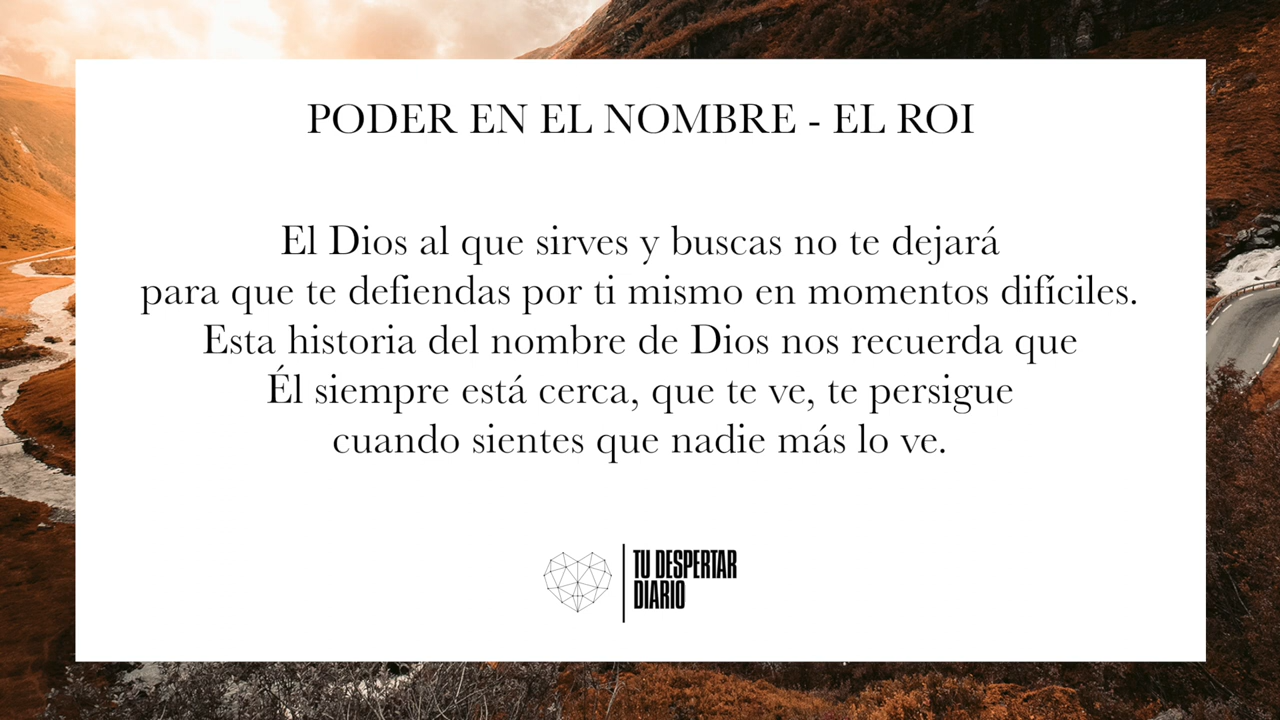 PODER EN EL NOMBRE - EL ROI
El Dios al que sirves y buscas no te dejará
para que te defiendas por ti mismo en momentos difíciles.
Esta historia del nombre de Dios nos recuerda que
Él siempre está cerca, que te ve, te persigue
cuando sientes que nadie más lo ve.
TU DESPERTAR
DIARIO